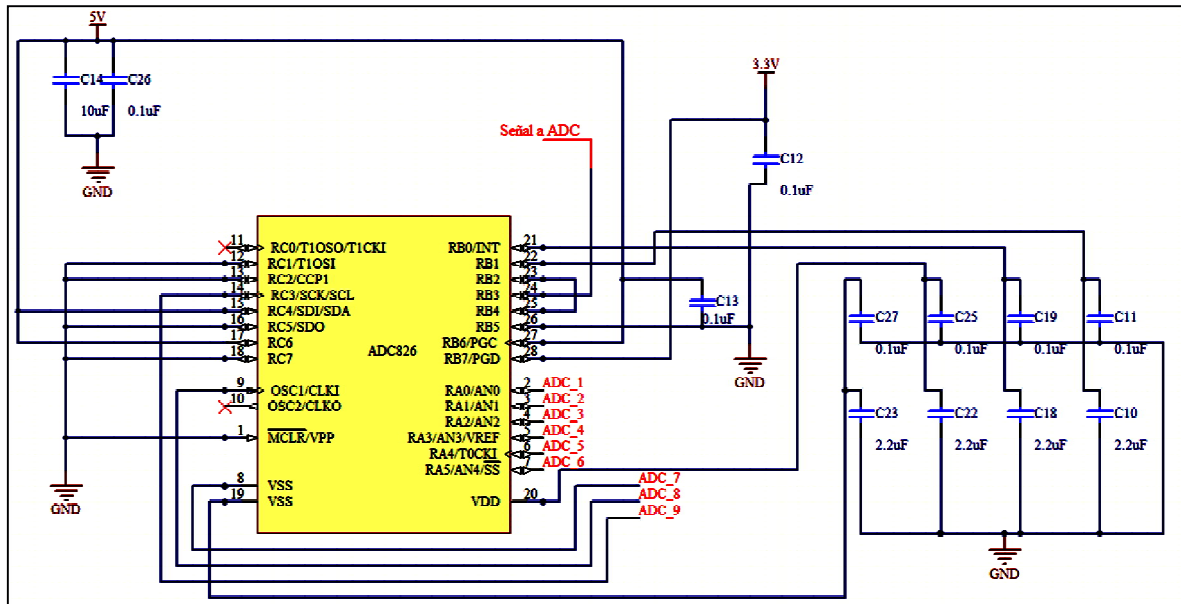 5V
C14
C26
10uF
0.1uF
GND
3.3V
Señal a ADC
C12
0.1uF
11
RC0/T1OSO/T1CKI
12
RC1/T1OSI
13
RC2/CCP1
14
RC3/SCK/SCL
15
RC4/SDI/SDA
16
RC5/SDO
17
RC6
18
RC7
9
OSC1/CLKI
10
OSC2/CLKO
1
MCLR/VPP
8
VSS
19
VSS
ADC826
RB0/INT
21
RB1
22
RB2
23
RB3
24
RB4
25
RB5
26
RB6/PGC
27
RB7/PGD
28
RA0/AN0
2
ADC_1
RA1/AN1
3
ADC_2
RA2/AN2
4
ADC_3
RA3/AN3/VREF
5
ADC_4
RA4/T0CKI
6
ADC_5
RA5/AN4/SS
7
ADC_6
VDD
20
ADC_7
ADC_8
ADC_9
C13
0.1uF
GND
C27
0.1uF
C25
0.1uF
C19
0.1uF
C11
0.1uF
C23
2.2uF
C22
2.2uF
C18
2.2uF
C10
2.2uF
GND
GND